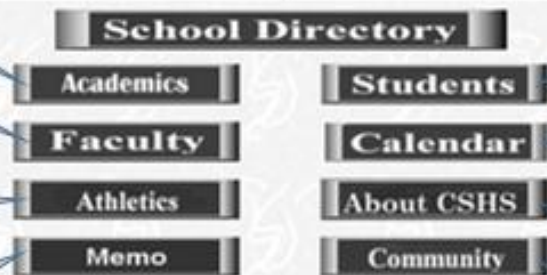 School Directory
Academics
Students
Faculty
Calendar
Athletics
About CSHS
Memo
Community